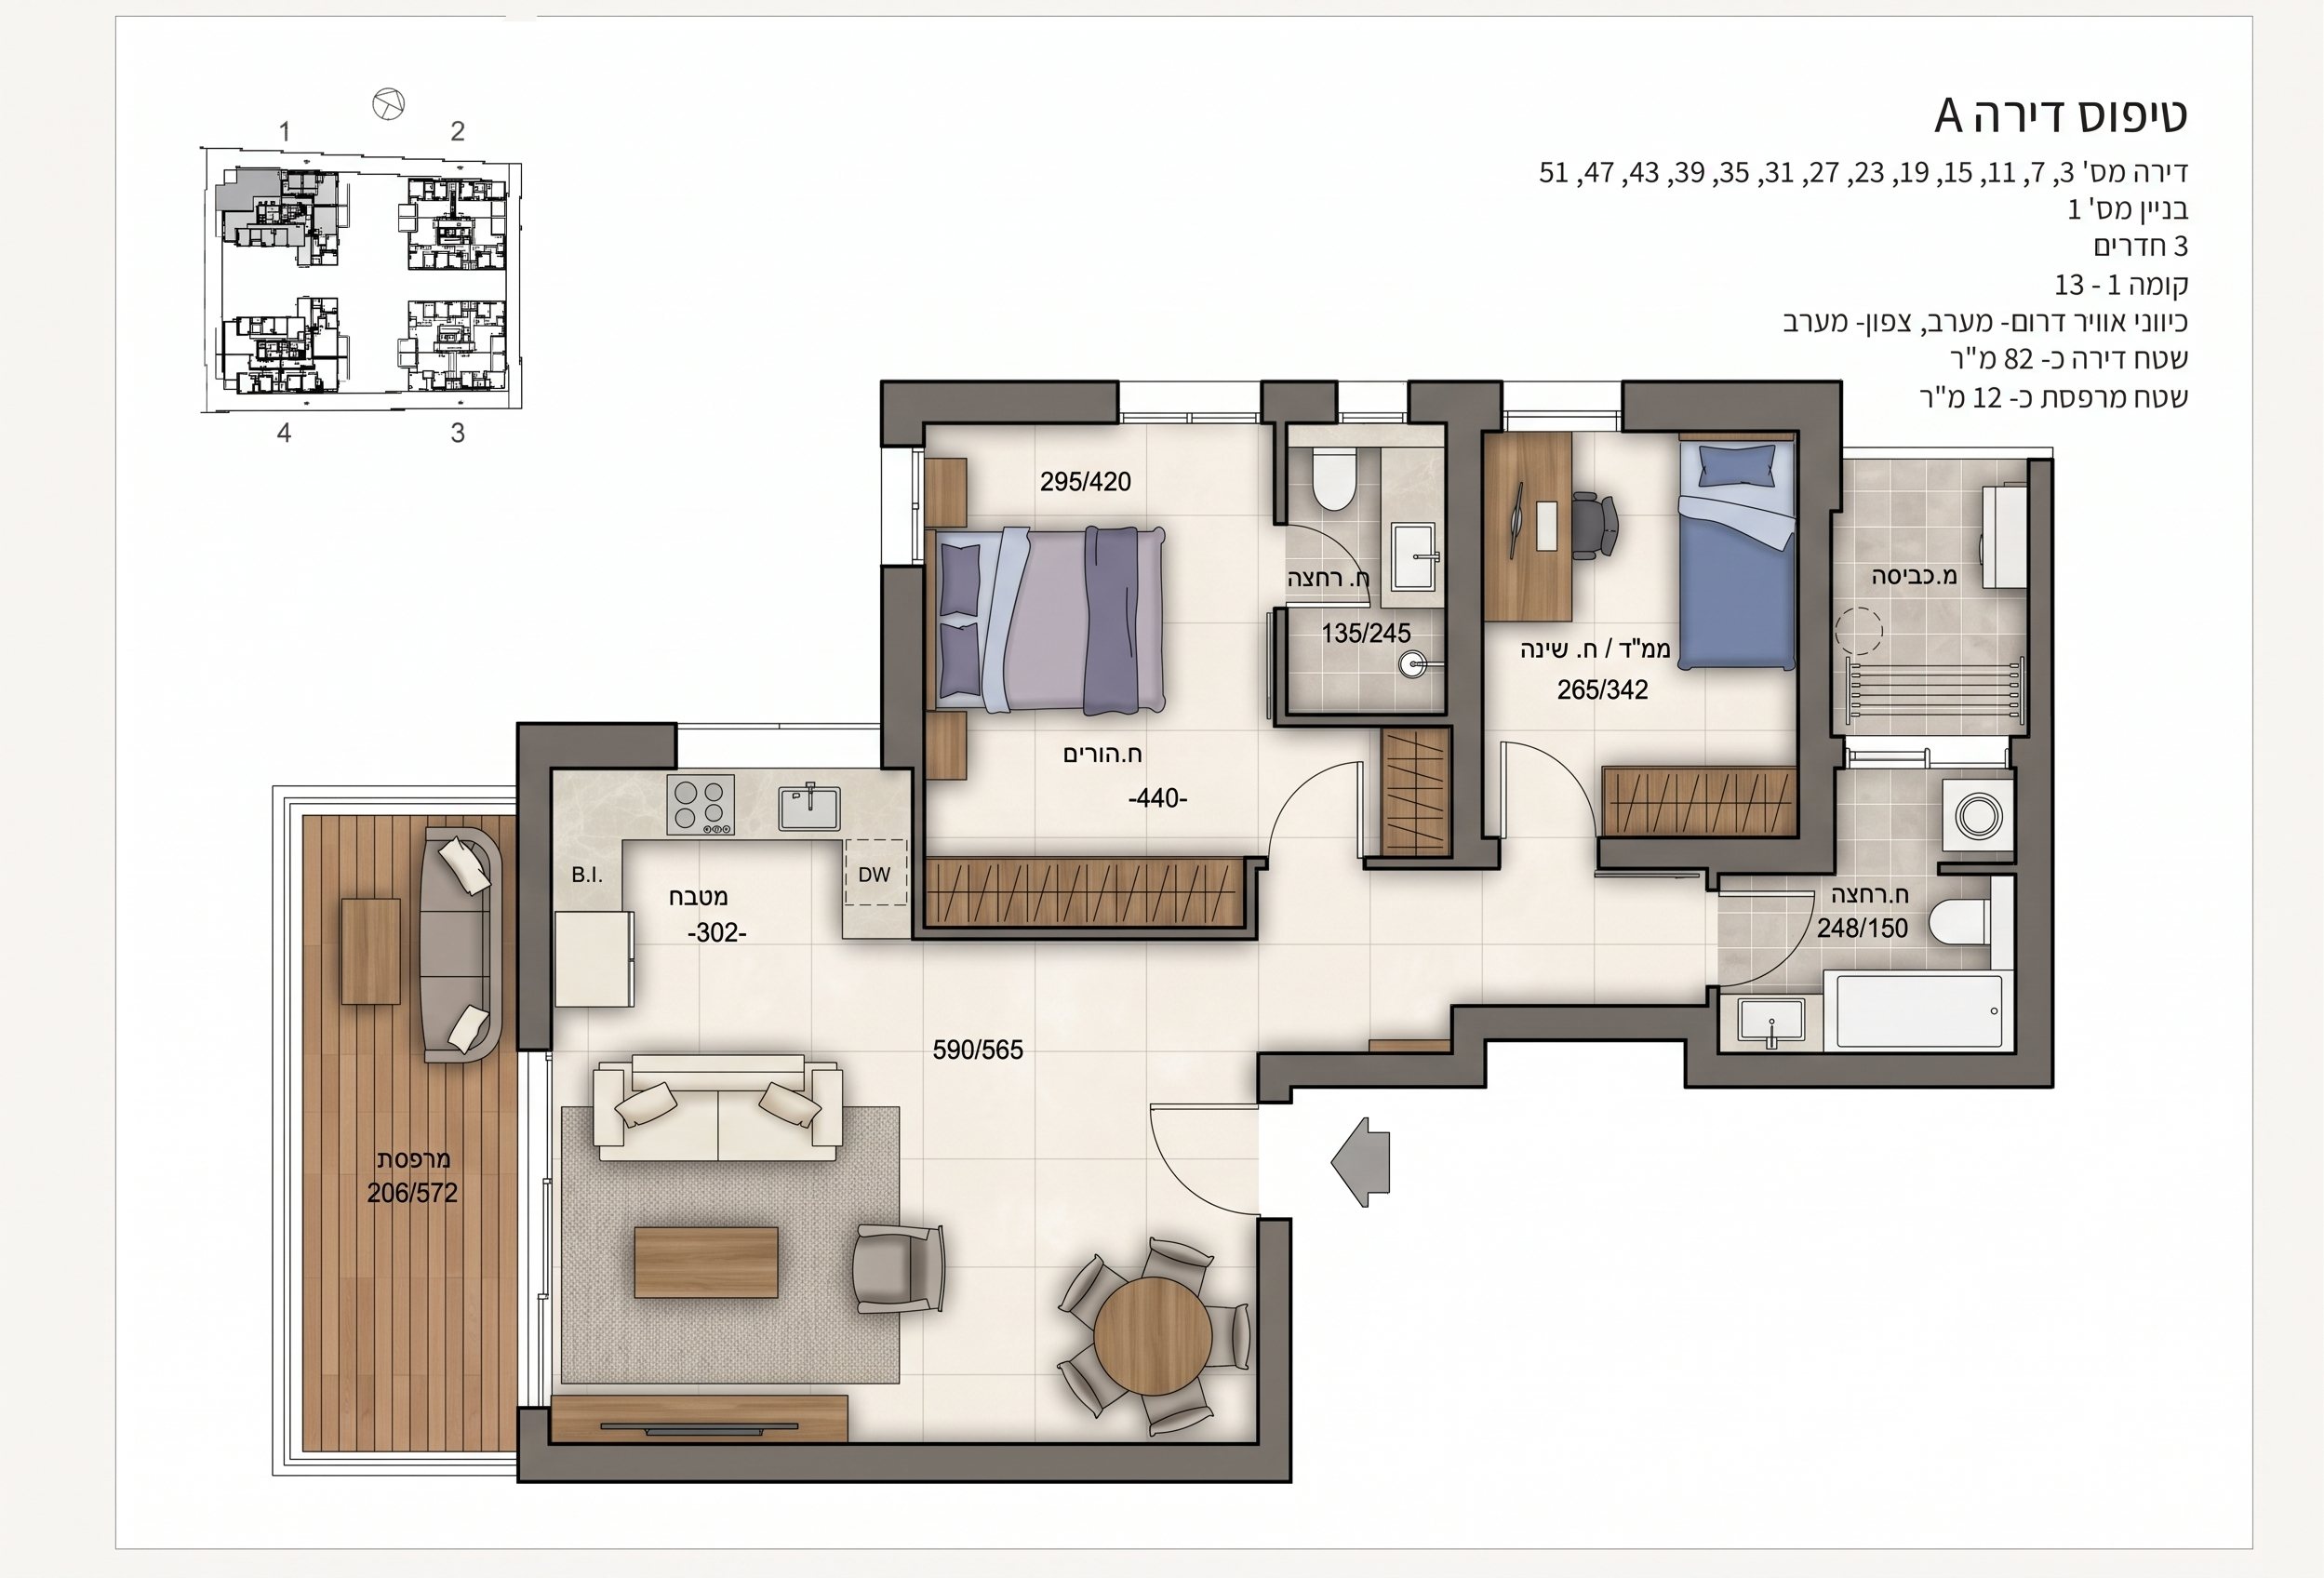 טיפוס דירה A
דירה מס' 3, 7, 11, 15, 19, 23, 27, 31, 35, 39, 43, 47, 51
בניין מס' 1
3 חדרים
קומה 1 - 13
כיווני אוויר דרום- מערב, צפון- מערב
שטח דירה כ- 82 מ"ר
שטח מרפסת כ- 12 מ"ר
1
2
4
3
295/420
ח. רחצה
135/245
ממ"ד / ח. שינה
265/342
מ.כביסה
ח.הורים
-440-
B.I.
DW
מטבח
-302-
ח.רחצה
248/150
590/565
מרפסת
206/572